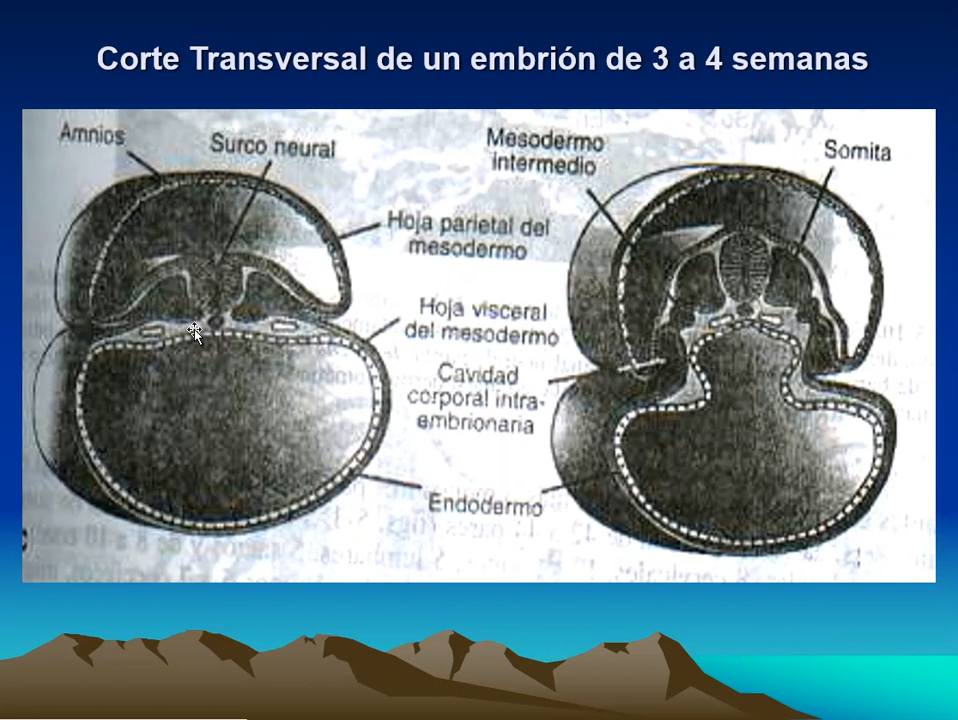 Corte Transversal de un embrión de 3 a 4 semanas
Amnios
Surco neural
Hoja parietal del
mesodermo
Hoja visceral
del mesodermo
Cavidad
corporal intra-
embrionaria
Endodermo
Mesodermo
intermedio
Somita